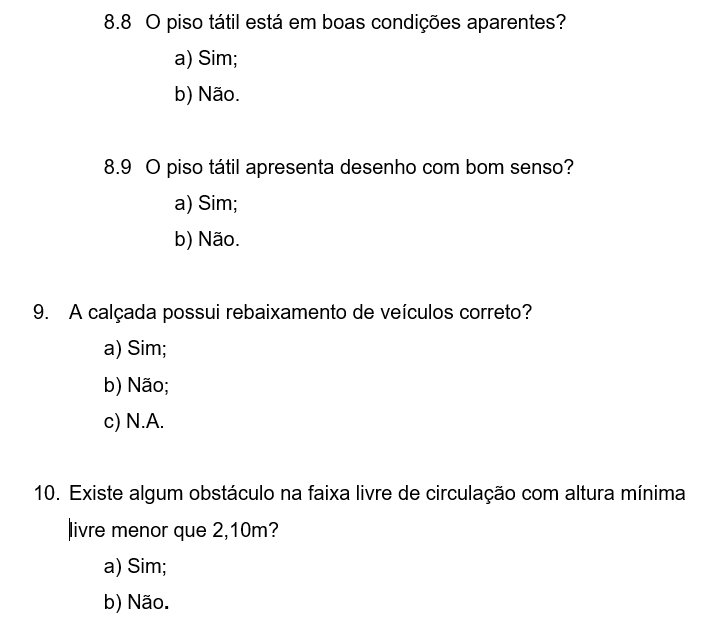 8.8 O piso tátil está em boas condições aparentes?
a) Sim;
b) Não.
8.9 O piso tátil apresenta desenho com bom senso?
a) Sim;
b) Não.
9. A calçada possui rebaixamento de veículos correto?
a) Sim;
b) Não;
c) N.A.
10. Existe algum obstáculo na faixa livre de circulação com altura mínima
livre menor que 2,10m?
a) Sim;
b) Não.